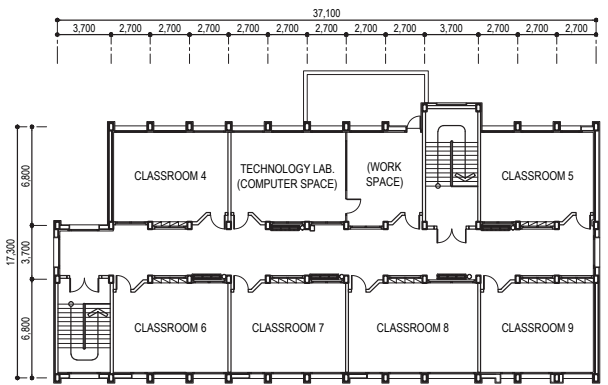 37,100
3,700 2,700 2,700 2,700 2,700 2,700 2,700 2,700 2,700 3,700 2,700 2,700 2,700
17,300
6,800
3,700
6,800
CLASSROOM 4
TECHNOLOGY LAB.
(COMPUTER SPACE)
(WORK
SPACE)
CLASSROOM 5
CLASSROOM 6
CLASSROOM 7
CLASSROOM 8
CLASSROOM 9